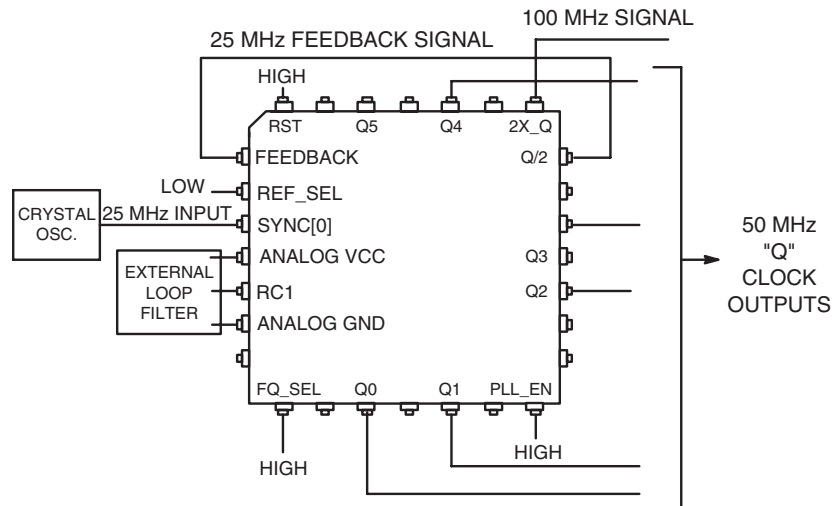 100 MHz SIGNAL
25 MHz FEEDBACK SIGNAL
HIGH
RST
Q5
Q4
2X_Q
FEEDBACK
Q/2
LOW
REF_SEL
CRYSTAL
OSC.
25 MHz INPUT
SYNC[0]
ANALOG VCC
Q3
EXTERNAL
LOOP
FILTER
RC1
Q2
ANALOG GND
50 MHz
"Q"
CLOCK
OUTPUTS
FQ_SEL
Q0
Q1
PLL_EN
HIGH
HIGH